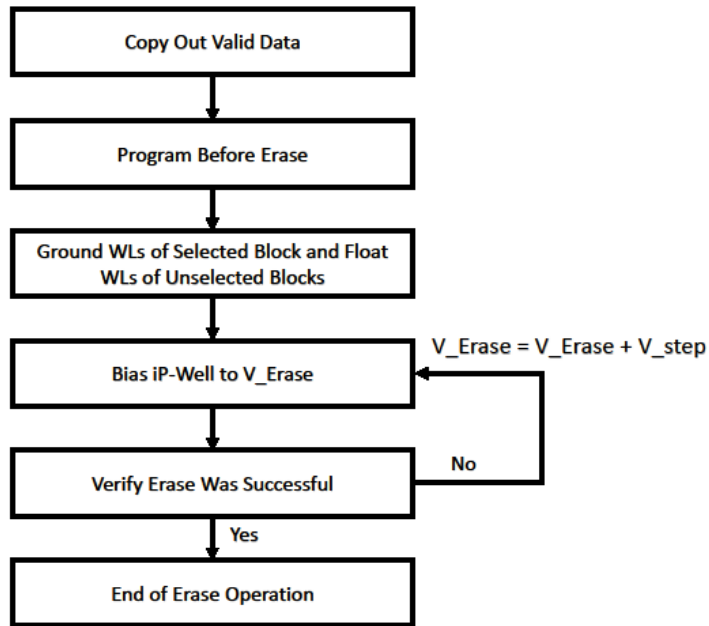 Copy Out Valid Data
Program Before Erase
Ground WLs of Selected Block and Float
WLs of Unselected Blocks
V_Erase = V_Erase + V_step
Bias iP-Well to V_Erase
No
Verify Erase Was Successful
Yes
End of Erase Operation